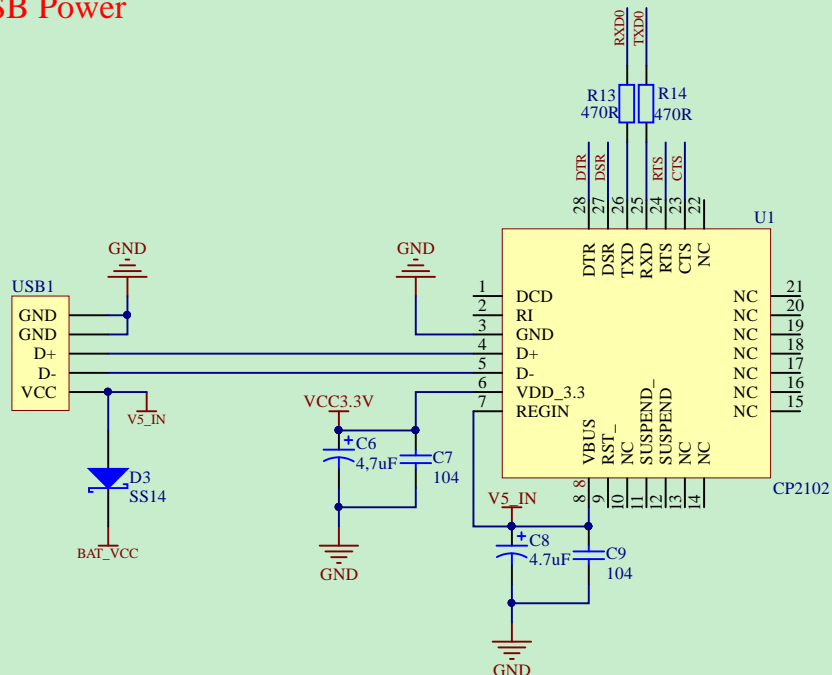 SB Power
RXD0
TXD0
R13
470R
R14
470R
DTR
DSR
RTS
CTS
28
27
26
25
24
23
22
U1
DTR
DSR
TXD
RXD
RTS
CTS
NC
GND
GND
USB1
GND
GND
D+
D-
VCC
V5_IN
D3
SS14
BAT_VCC
1 DCD
2 RI
3 GND
4 D+
5 D-
6 VDD_3.3
7 REGIN
NC 21
NC 20
NC 19
NC 18
NC 17
NC 16
NC 15
VBUS
RST_
NC
SUSPEND_
SUSPEND
NC
NC
8
8
9
10
11
12
13
14
CP2102
VCC3.3V
+
C6
4,7uF
C7
104
GND
V5_IN
+
C8
4.7uF
C9
104
GND